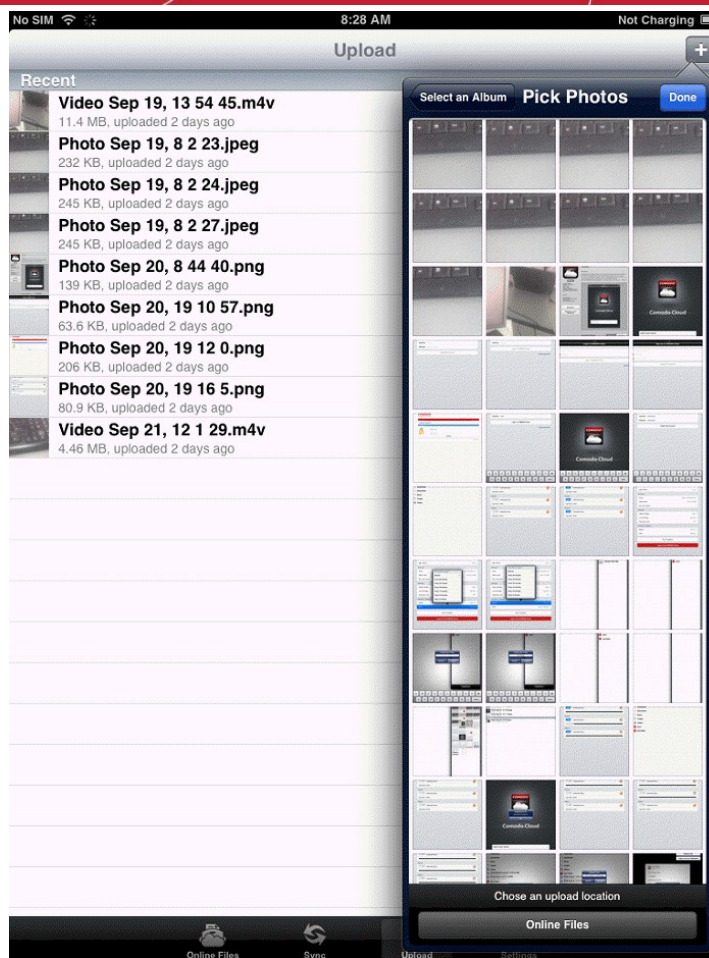 No SIM 8:28 AM Not Charging
Upload
+
Recent
Video Sep 19, 13 54 45.m4v
11.4 MB, uploaded 2 days ago
Photo Sep 19, 8 2 23.jpeg
232 KB, uploaded 2 days ago
Photo Sep 19, 8 2 24.jpeg
245 KB, uploaded 2 days ago
Photo Sep 19, 8 2 27.jpeg
245 KB, uploaded 2 days ago
Photo Sep 20, 8 44 40.png
139 KB, uploaded 2 days ago
Photo Sep 20, 19 10 57.png
63.6 KB, uploaded 2 days ago
Photo Sep 20, 19 12 0.png
206 KB, uploaded 2 days ago
Photo Sep 20, 19 16 5.png
80.9 KB, uploaded 2 days ago
Video Sep 21, 12 1 29.m4v
4.46 MB, uploaded 2 days ago
Select an Album Pick Photos Done
Comodo Cloud
Comodo Cloud
Comodo Cloud
Chose an upload location
Online Files
Online Files Sync Upload Settings